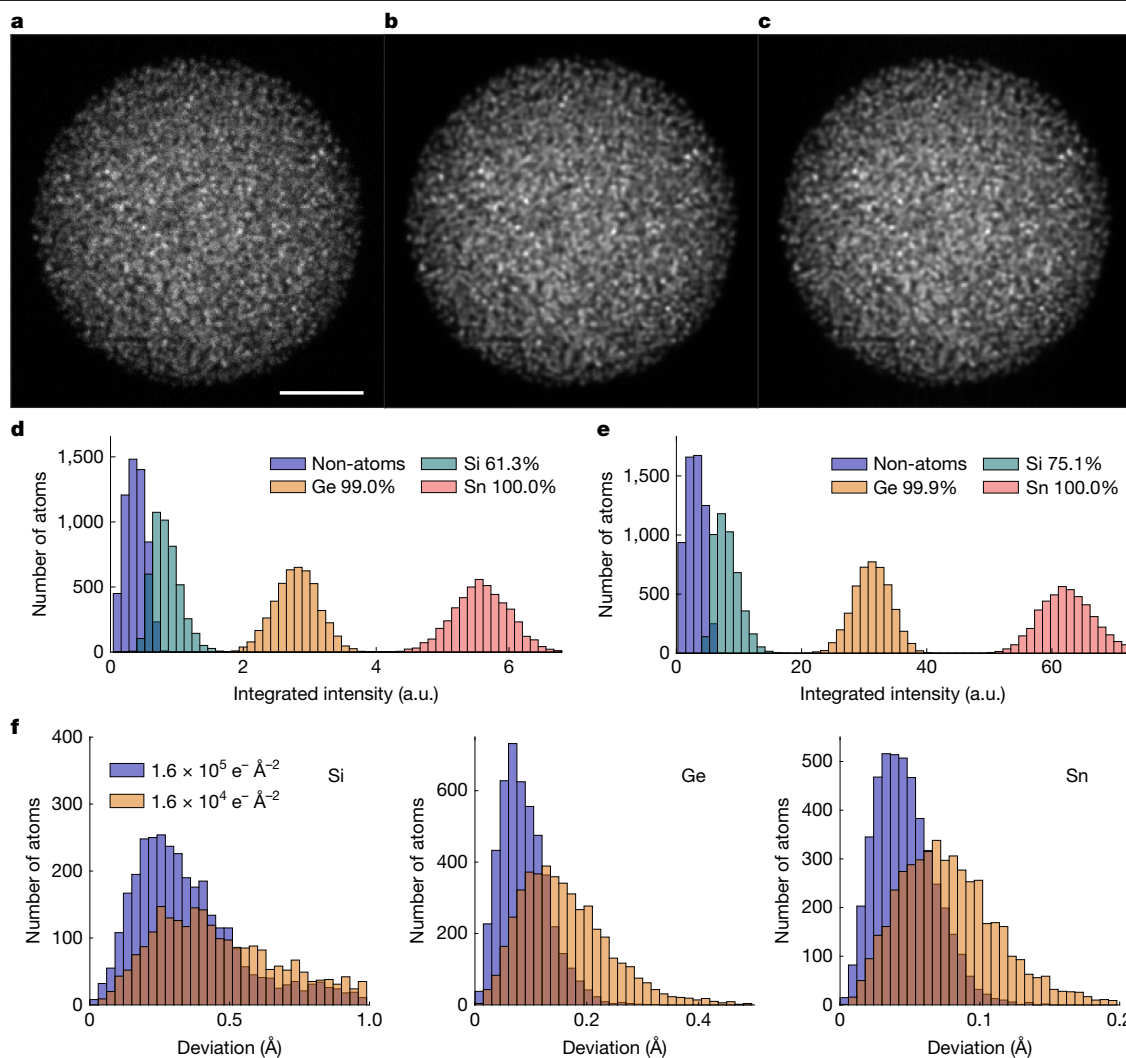 a
b
c
d
Number of atoms
1,500
1,000
500
0
Non-atoms
Si 61.3%
Ge 99.0%
Sn 100.0%
0 2 4 6
Integrated intensity (a.u.)
e
Number of atoms
1,500
1,000
500
0
Non-atoms
Si 75.1%
Ge 99.9%
Sn 100.0%
0 20 40 60
Integrated intensity (a.u.)
f
Number of atoms
400
300
200
100
0
1.6 × 10⁵ e⁻ Å⁻²
1.6 × 10⁴ e⁻ Å⁻²
Si
0 0.5 1.0
Deviation (Å)
Number of atoms
600
400
200
0
Ge
0 0.2 0.4
Deviation (Å)
Number of atoms
500
400
300
200
100
0
Sn
0 0.1 0.2
Deviation (Å)